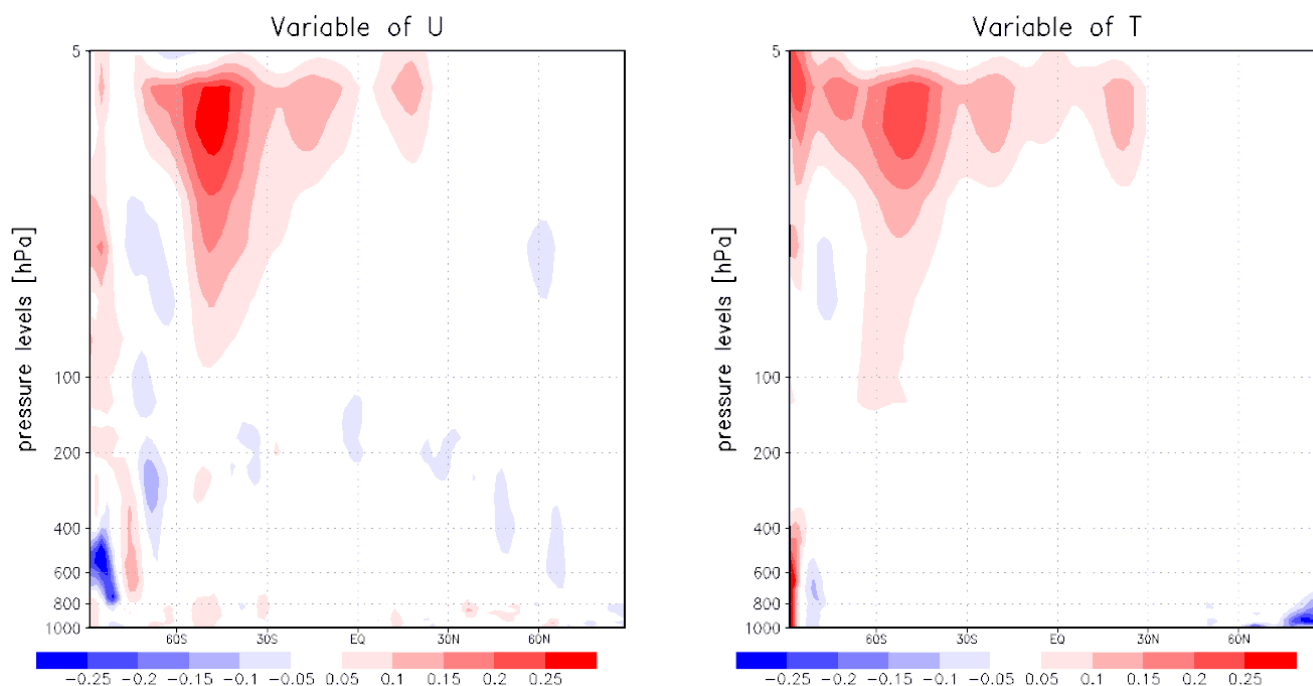 Variable of U
Variable of T
pressure levels [hPa]
5
100
200
400
600
800
1000
60S
30S
EQ
30N
60N
-0.25
-0.2
-0.15
-0.1
-0.05
0.05
0.1
0.15
0.2
0.25
pressure levels [hPa]
5
100
200
400
600
800
1000
60S
30S
EQ
30N
60N
-0.25
-0.2
-0.15
-0.1
-0.05
0.05
0.1
0.15
0.2
0.25